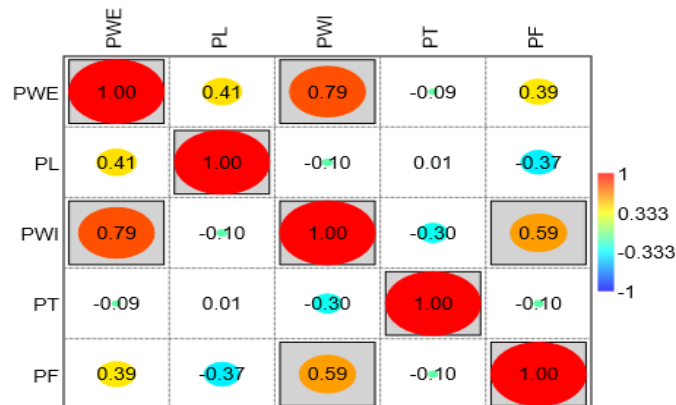 PWE PL PWI PT PF
PWE 1.00 0.41 0.79 -0.09 0.39
PL 0.41 1.00 -0.10 0.01 -0.37
PWI 0.79 -0.10 1.00 -0.30 0.59
PT -0.09 0.01 -0.30 1.00 -0.10
PF 0.39 -0.37 0.59 -0.10 1.00
1
0.333
-0.333
-1